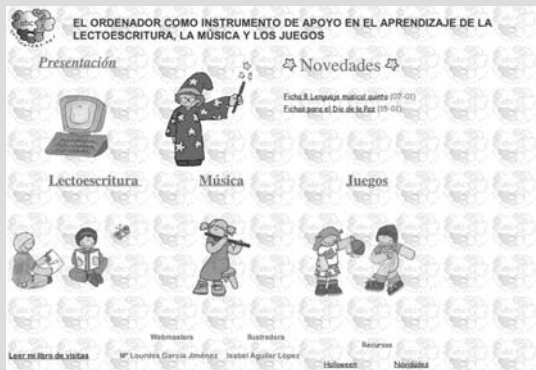 EL ORDENADOR COMO INSTRUMENTO DE APOYO EN EL APRENDIZAJE DE LA
LECTOESCRITURA, LA MÚSICA Y LOS JUEGOS
Presentación
Novedades
Ficha 8 Lenguaje musical quinto (07-02)
Fichas para el Día de la Paz (25-01)
Lectoescritura
Música
Juegos
Webmasters
Ilustradora
Recursos
Leer mi libro de visitas
Mª Lourdes García Jiménez
Isabel Aguilar López
Halloween
Navidades